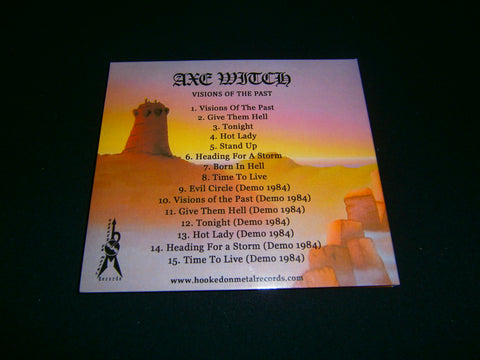 AXE WITCH
VISIONS OF THE PAST
1. Visions Of The Past
2. Give Them Hell
3. Tonight
4. Hot Lady
5. Stand Up
6. Heading For A Storm
7. Born In Hell
8. Time To Live
9. Evil Circle (Demo 1984)
10. Visions of the Past (Demo 1984)
11. Give Them Hell (Demo 1984)
12. Tonight (Demo 1984)
13. Hot Lady (Demo 1984)
14. Heading For a Storm (Demo 1984)
15. Time To Live (Demo 1984)
Records
www.hookedonmetalrecords.com